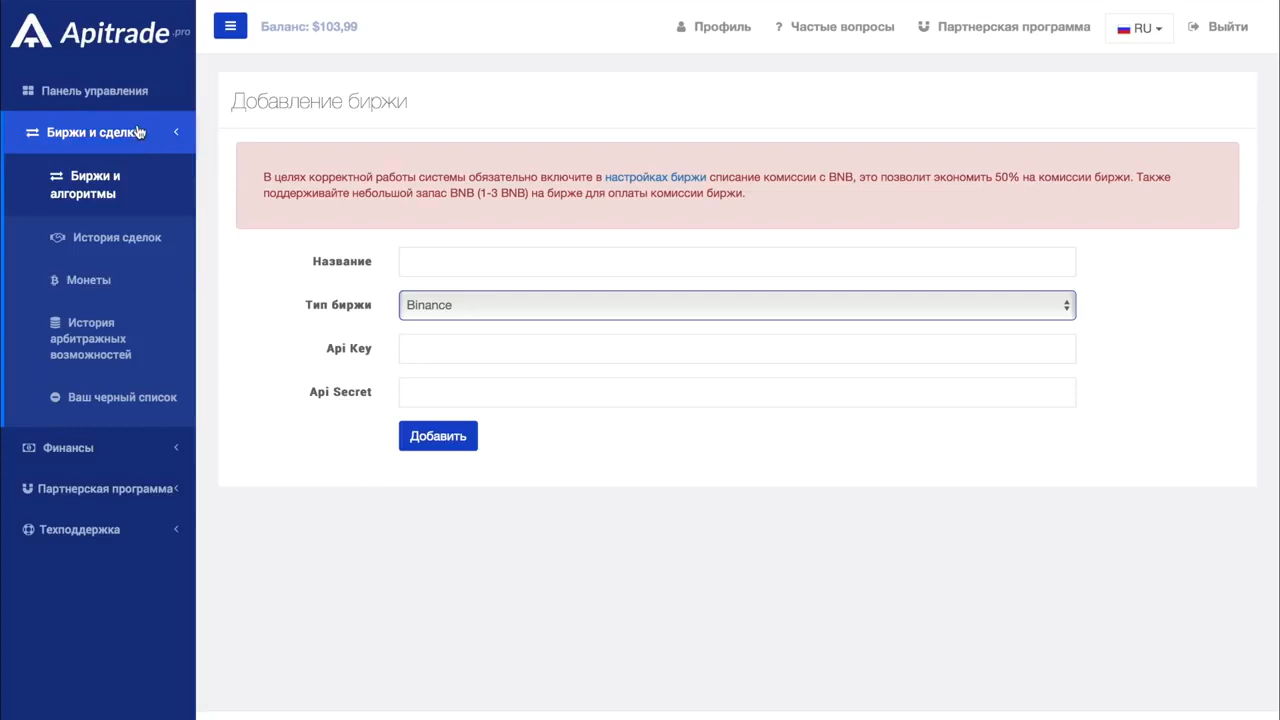 Apitrade.pro
Баланс: $103,99
Профиль
? Частые вопросы
Партнерская программа
RU
Выйти
Панель управления
Биржи и сделки
Биржи и
алгоритмы
История сделок
Монеты
История
арбитражных
возможностей
Ваш черный список
Финансы
Партнерская программа
Техподдержка
Добавление биржи
В целях корректной работы системы обязательно включите в настройках биржи списание комиссии с BNB, это позволит экономить 50% на комиссии биржи. Также
поддерживайте небольшой запас BNB (1-3 BNB) на бирже для оплаты комиссии биржи.
Название
Тип биржи
Binance
Api Key
Api Secret
Добавить